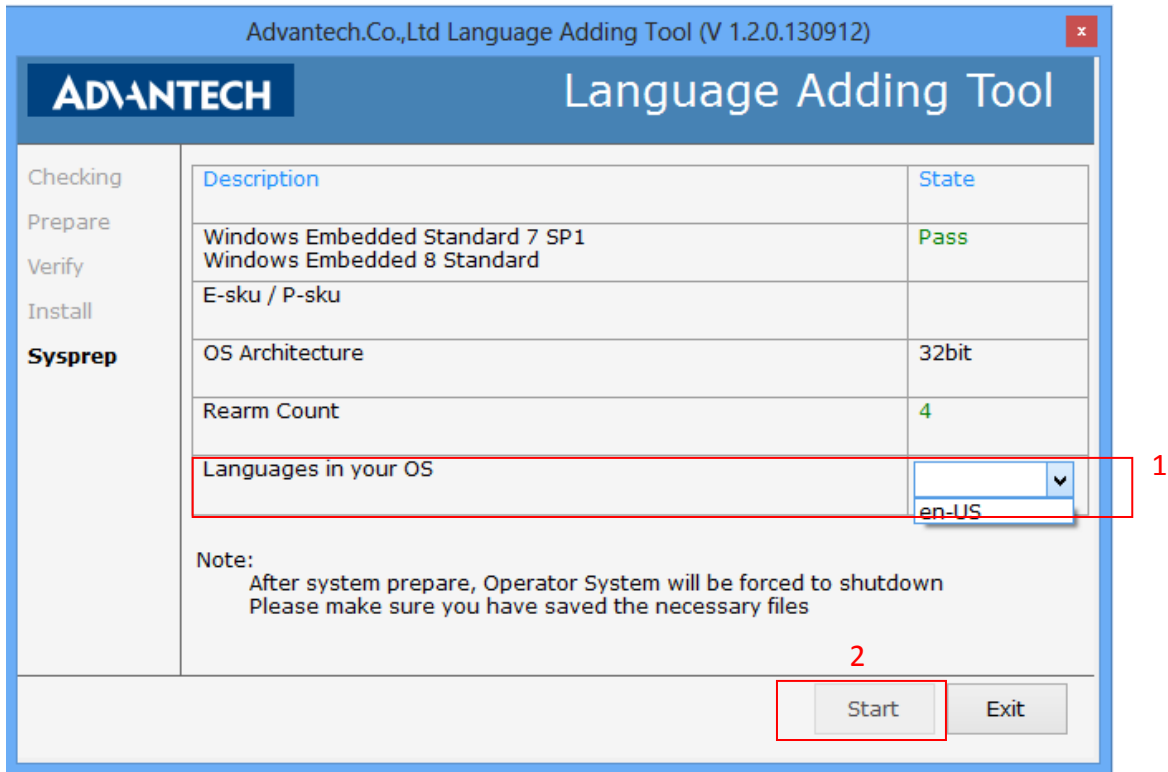 Advantech.Co.,Ltd Language Adding Tool (V 1.2.0.130912)
x
ADVANTECH
Language Adding Tool
Checking
Prepare
Verify
Install
Sysprep
Description
State
Windows Embedded Standard 7 SP1
Windows Embedded 8 Standard
Pass
E-sku / P-sku
OS Architecture
32bit
Rearm Count
4
Languages in your OS
1
en-US
Note:
After system prepare, Operator System will be forced to shutdown
Please make sure you have saved the necessary files
2
Start
Exit